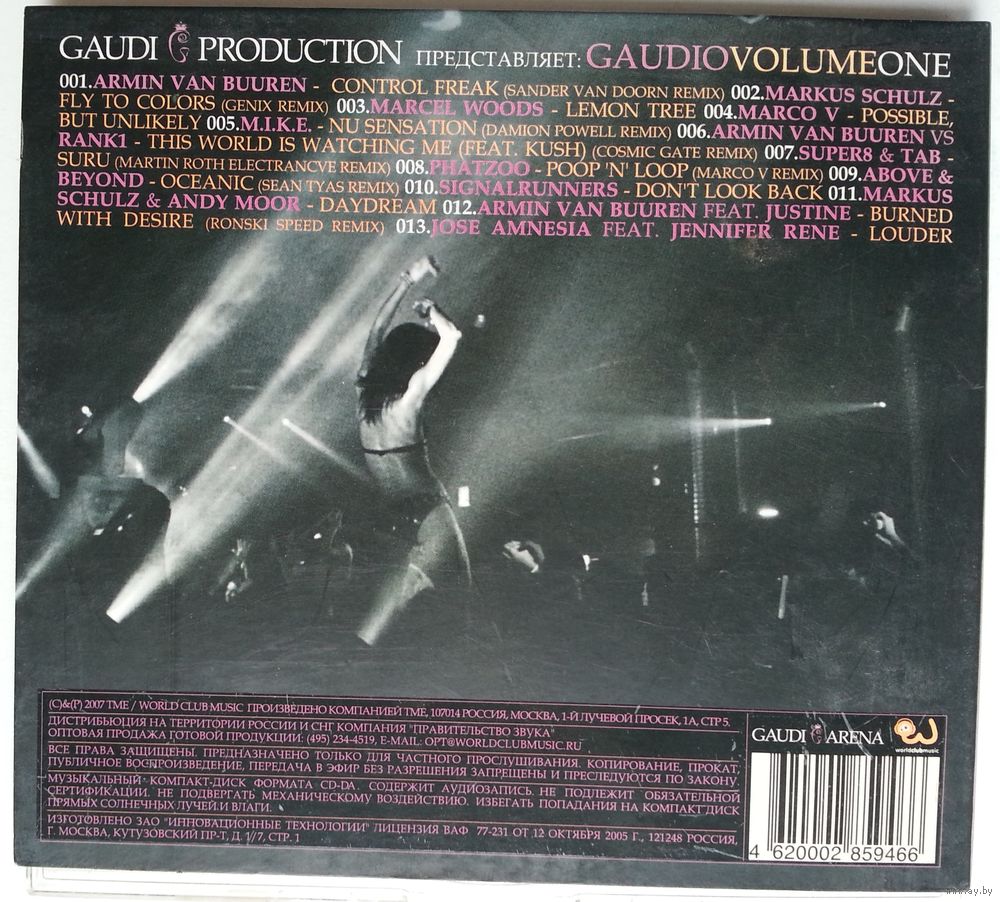 GAUDI PRODUCTION ПРЕДСТАВЛЯЕТ: GAUDIOVOLUMEONE
001.ARMIN VAN BUUREN - CONTROL FREAK (SANDER VAN DOORN REMIX) 002.MARKUS SCHULZ -
FLY TO COLORS (GENIX REMIX) 003.MARCEL WOODS - LEMON TREE 004.MARCO V - POSSIBLE,
BUT UNLIKELY 005.M.I.K.E. - NU SENSATION (DAMION POWELL REMIX) 006.ARMIN VAN BUUREN VS
RANK1 - THIS WORLD IS WATCHING ME (FEAT. KUSH) (COSMIC GATE REMIX) 007.SUPER8 & TAB -
SURU (MARTIN ROTH ELECTRANCVE REMIX) 008.PHATZOO - POOP 'N' LOOP (MARCO V REMIX) 009.ABOVE &
BEYOND - OCEANIC (SEAN TYAS REMIX) 010.SIGNALRUNNERS - DON'T LOOK BACK 011.MARKUS
SCHULZ & ANDY MOOR - DAYDREAM 012.ARMIN VAN BUUREN FEAT. JUSTINE - BURNED
WITH DESIRE (RONSKI SPEED REMIX) 013.JOSE AMNESIA FEAT. JENNIFER RENE - LOUDER
(C)&(P) 2007 TME / WORLD CLUB MUSIC ПРОИЗВЕДЕНО КОМПАНИЕЙ TME, 107014 РОССИЯ, МОСКВА, 1-Й ЛУЧЕВОЙ ПРОСЕК, 1А, СТР 5.
ДИСТРИБЬЮЦИЯ НА ТЕРРИТОРИИ РОССИИ И СНГ КОМПАНИЯ "ПРАВИТЕЛЬСТВО ЗВУКА"
ОПТОВАЯ ПРОДАЖА ГОТОВОЙ ПРОДУКЦИИ: (495) 234-4519, E-MAIL: OPT@WORLDCLUBMUSIC.RU
ВСЕ ПРАВА ЗАЩИЩЕНЫ. ПРЕДНАЗНАЧЕНО ТОЛЬКО ДЛЯ ЧАСТНОГО ПРОСЛУШИВАНИЯ. КОПИРОВАНИЕ, ПРОКАТ,
ПУБЛИЧНОЕ ВОСПРОИЗВЕДЕНИЕ, ПЕРЕДАЧА В ЭФИР БЕЗ РАЗРЕШЕНИЯ ЗАПРЕЩЕНЫ И ПРЕСЛЕДУЮТСЯ ПО ЗАКОНУ.
МУЗЫКАЛЬНЫЙ КОМПАКТ-ДИСК ФОРМАТА CD-DA. СОДЕРЖИТ АУДИОЗАПИСЬ. НЕ ПОДЛЕЖИТ ОБЯЗАТЕЛЬНОЙ
СЕРТИФИКАЦИИ. НЕ ПОДВЕРГАТЬ МЕХАНИЧЕСКОМУ ВОЗДЕЙСТВИЮ. ИЗБЕГАТЬ ПОПАДАНИЯ НА КОМПАКТ ДИСК
ПРЯМЫХ СОЛНЕЧНЫХ ЛУЧЕЙ И ВЛАГИ.
ИЗГОТОВЛЕНО ЗАО "ИННОВАЦИОННЫЕ ТЕХНОЛОГИИ" ЛИЦЕНЗИЯ ВАФ 77-231 ОТ 12 ОКТЯБРЯ 2005 Г., 121248 РОССИЯ,
Г. МОСКВА, КУТУЗОВСКИЙ ПР-Т, Д. 1/7, СТР. 1
GAUDI ARENA
worldclubmusic
4 620002 859466
www.ay.by